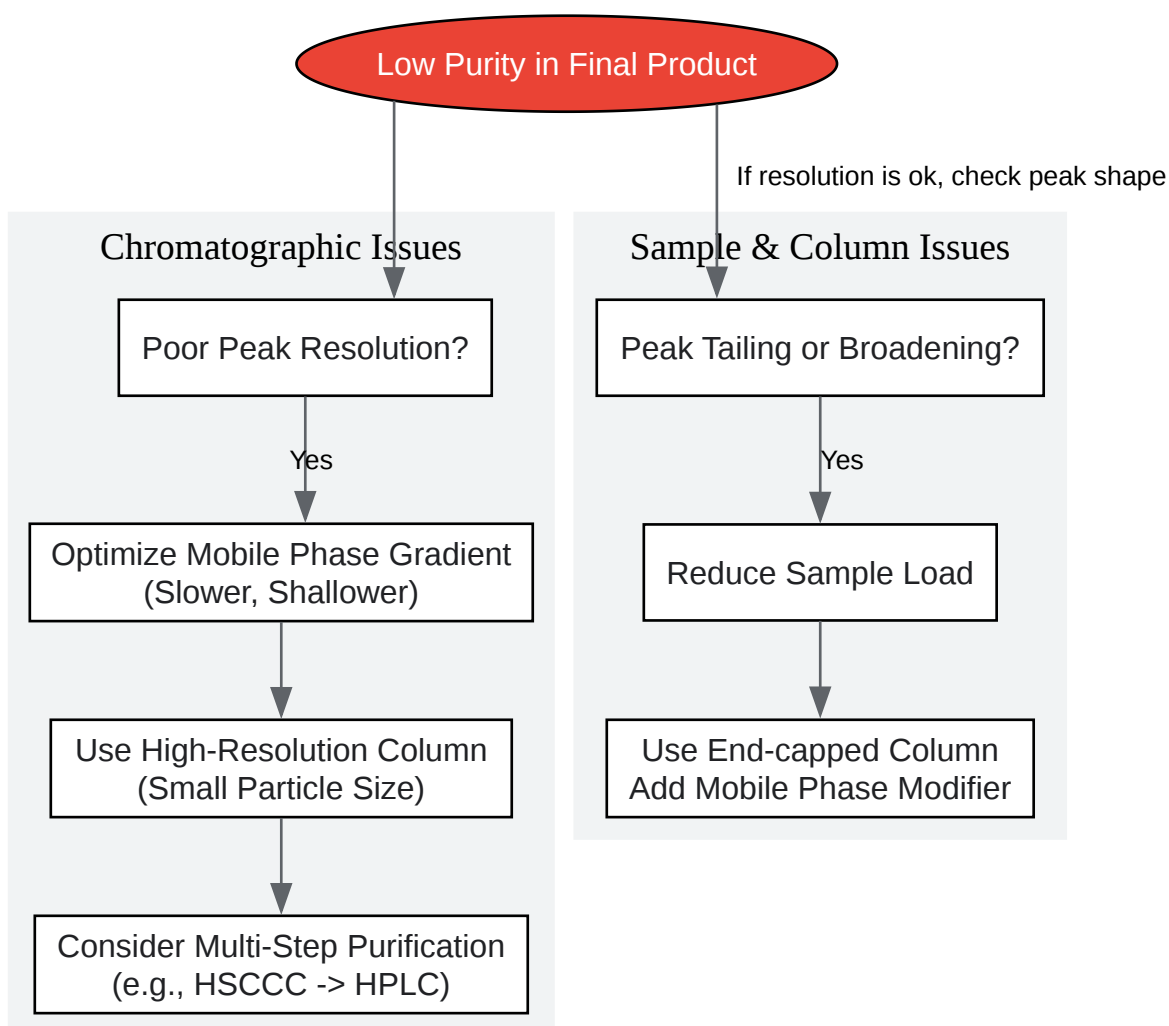 Low Purity in Final Product
If resolution is ok, check peak shape
Chromatographic Issues
Poor Peak Resolution?
Yes
Optimize Mobile Phase Gradient
(Slower, Shallower)
Use High-Resolution Column
(Small Particle Size)
Consider Multi-Step Purification
(e.g., HSCCC -> HPLC)
Sample & Column Issues
Peak Tailing or Broadening?
Yes
Reduce Sample Load
Use End-capped Column
Add Mobile Phase Modifier